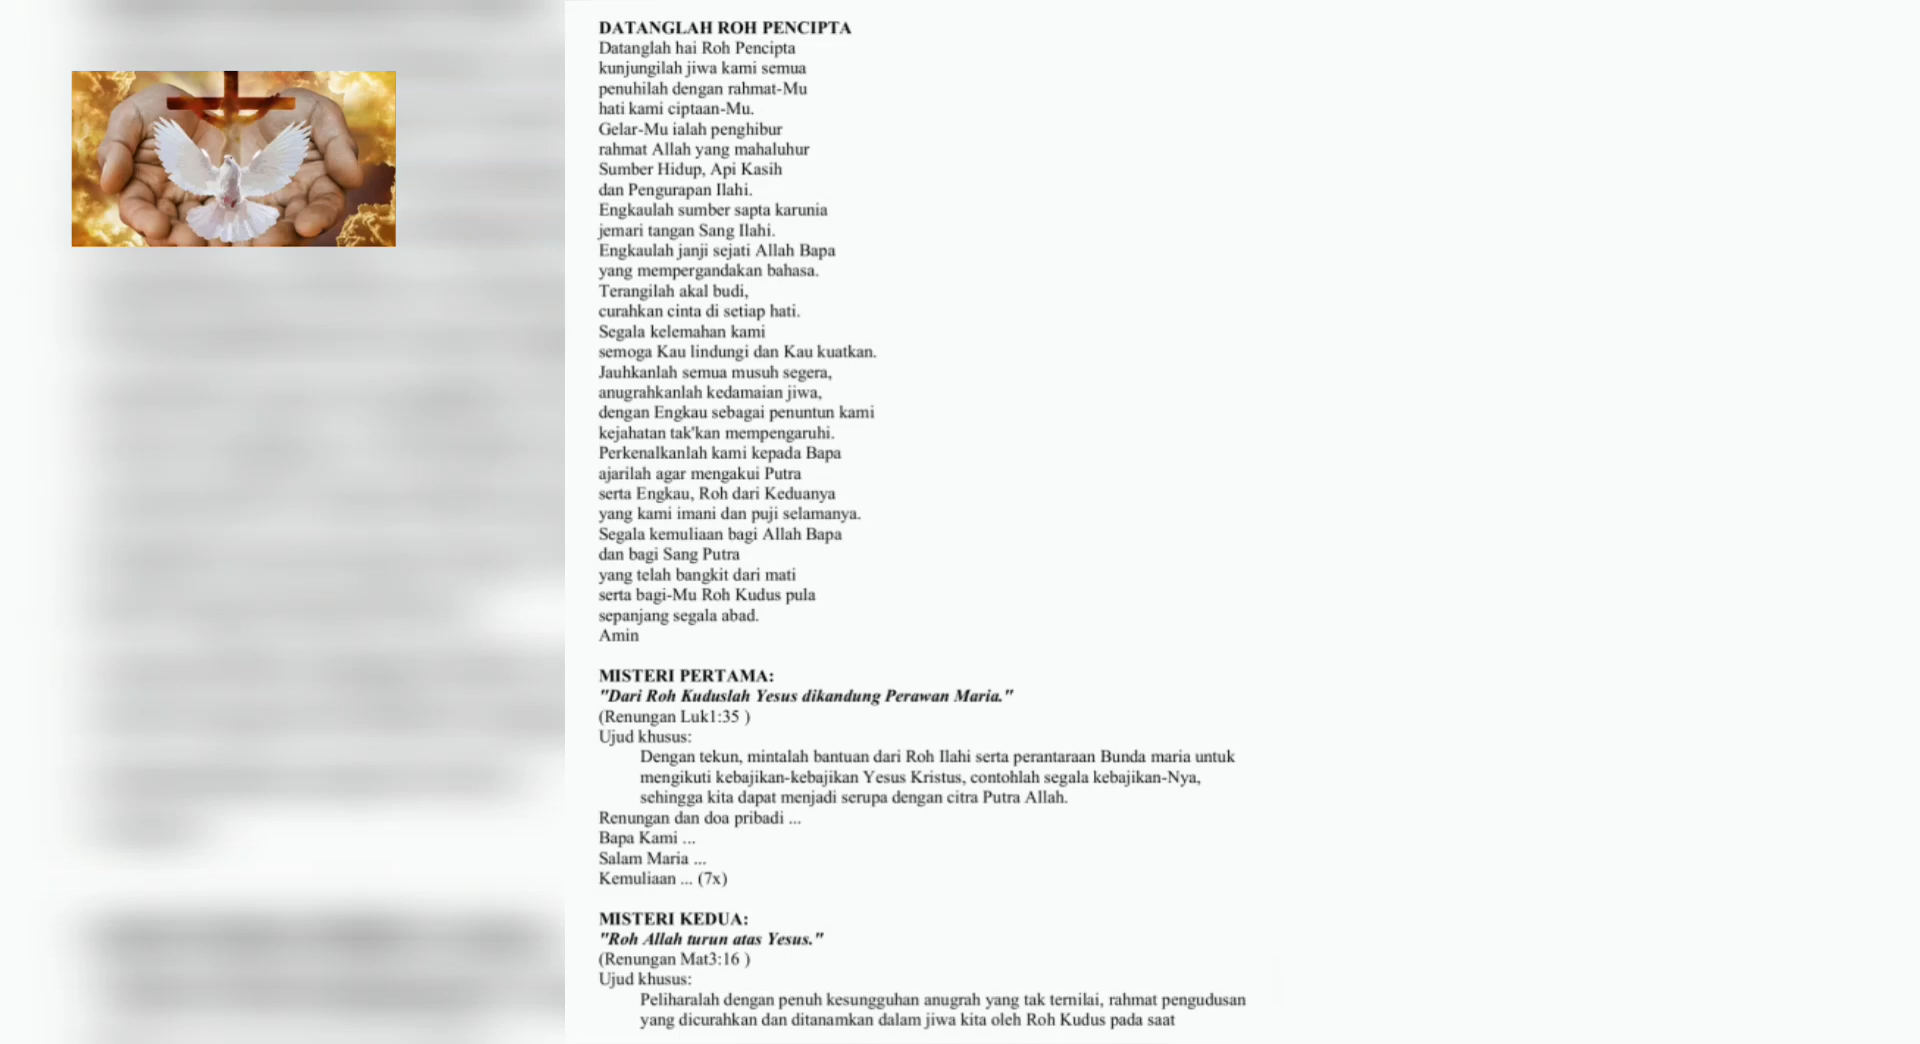 DATANGLAH ROH PENCIPTA
Datanglah hai Roh Pencipta
kunjungilah jiwa kami semua
penuhilah dengan rahmat-Mu
hati kami ciptaan-Mu.
Gelar-Mu ialah penghibur
rahmat Allah yang mahaluhur
Sumber Hidup, Api Kasih
dan Pengurapan Ilahi.
Engkaulah sumber sapta karunia
jemari tangan Sang Ilahi.
Engkaulah janji sejati Allah Bapa
yang mempergandakan bahasa.
Terangilah akal budi,
curahkan cinta di setiap hati.
Segala kelemahan kami
semoga Kau lindungi dan Kau kuatkan.
Jauhkanlah semua musuh segera,
anugrahkanlah kedamaian jiwa,
dengan Engkau sebagai penuntun kami
kejahatan tak'kan mempengaruhi.
Perkenalkanlah kami kepada Bapa
ajarilah agar mengakui Putra
serta Engkau, Roh dari Keduanya
yang kami imani dan puji selamanya.
Segala kemuliaan bagi Allah Bapa
dan bagi Sang Putra
yang telah bangkit dari mati
serta bagi-Mu Roh Kudus pula
sepanjang segala abad.
Amin
MISTERI PERTAMA:
"Dari Roh Kuduslah Yesus dikandung Perawan Maria."
(Renungan Luk1:35 )
Ujud khusus:
Dengan tekun, mintalah bantuan dari Roh Ilahi serta perantaraan Bunda maria untuk
mengikuti kebajikan-kebajikan Yesus Kristus, contohlah segala kebajikan-Nya,
sehingga kita dapat menjadi serupa dengan citra Putra Allah.
Renungan dan doa pribadi ...
Bapa Kami ...
Salam Maria ...
Kemuliaan ... (7x)
MISTERI KEDUA:
"Roh Allah turun atas Yesus."
(Renungan Mat3:16 )
Ujud khusus:
Peliharalah dengan penuh kesungguhan anugrah yang tak ternilai, rahmat pengudusan
yang dicurahkan dan ditanamkan dalam jiwa kita oleh Roh Kudus pada saat